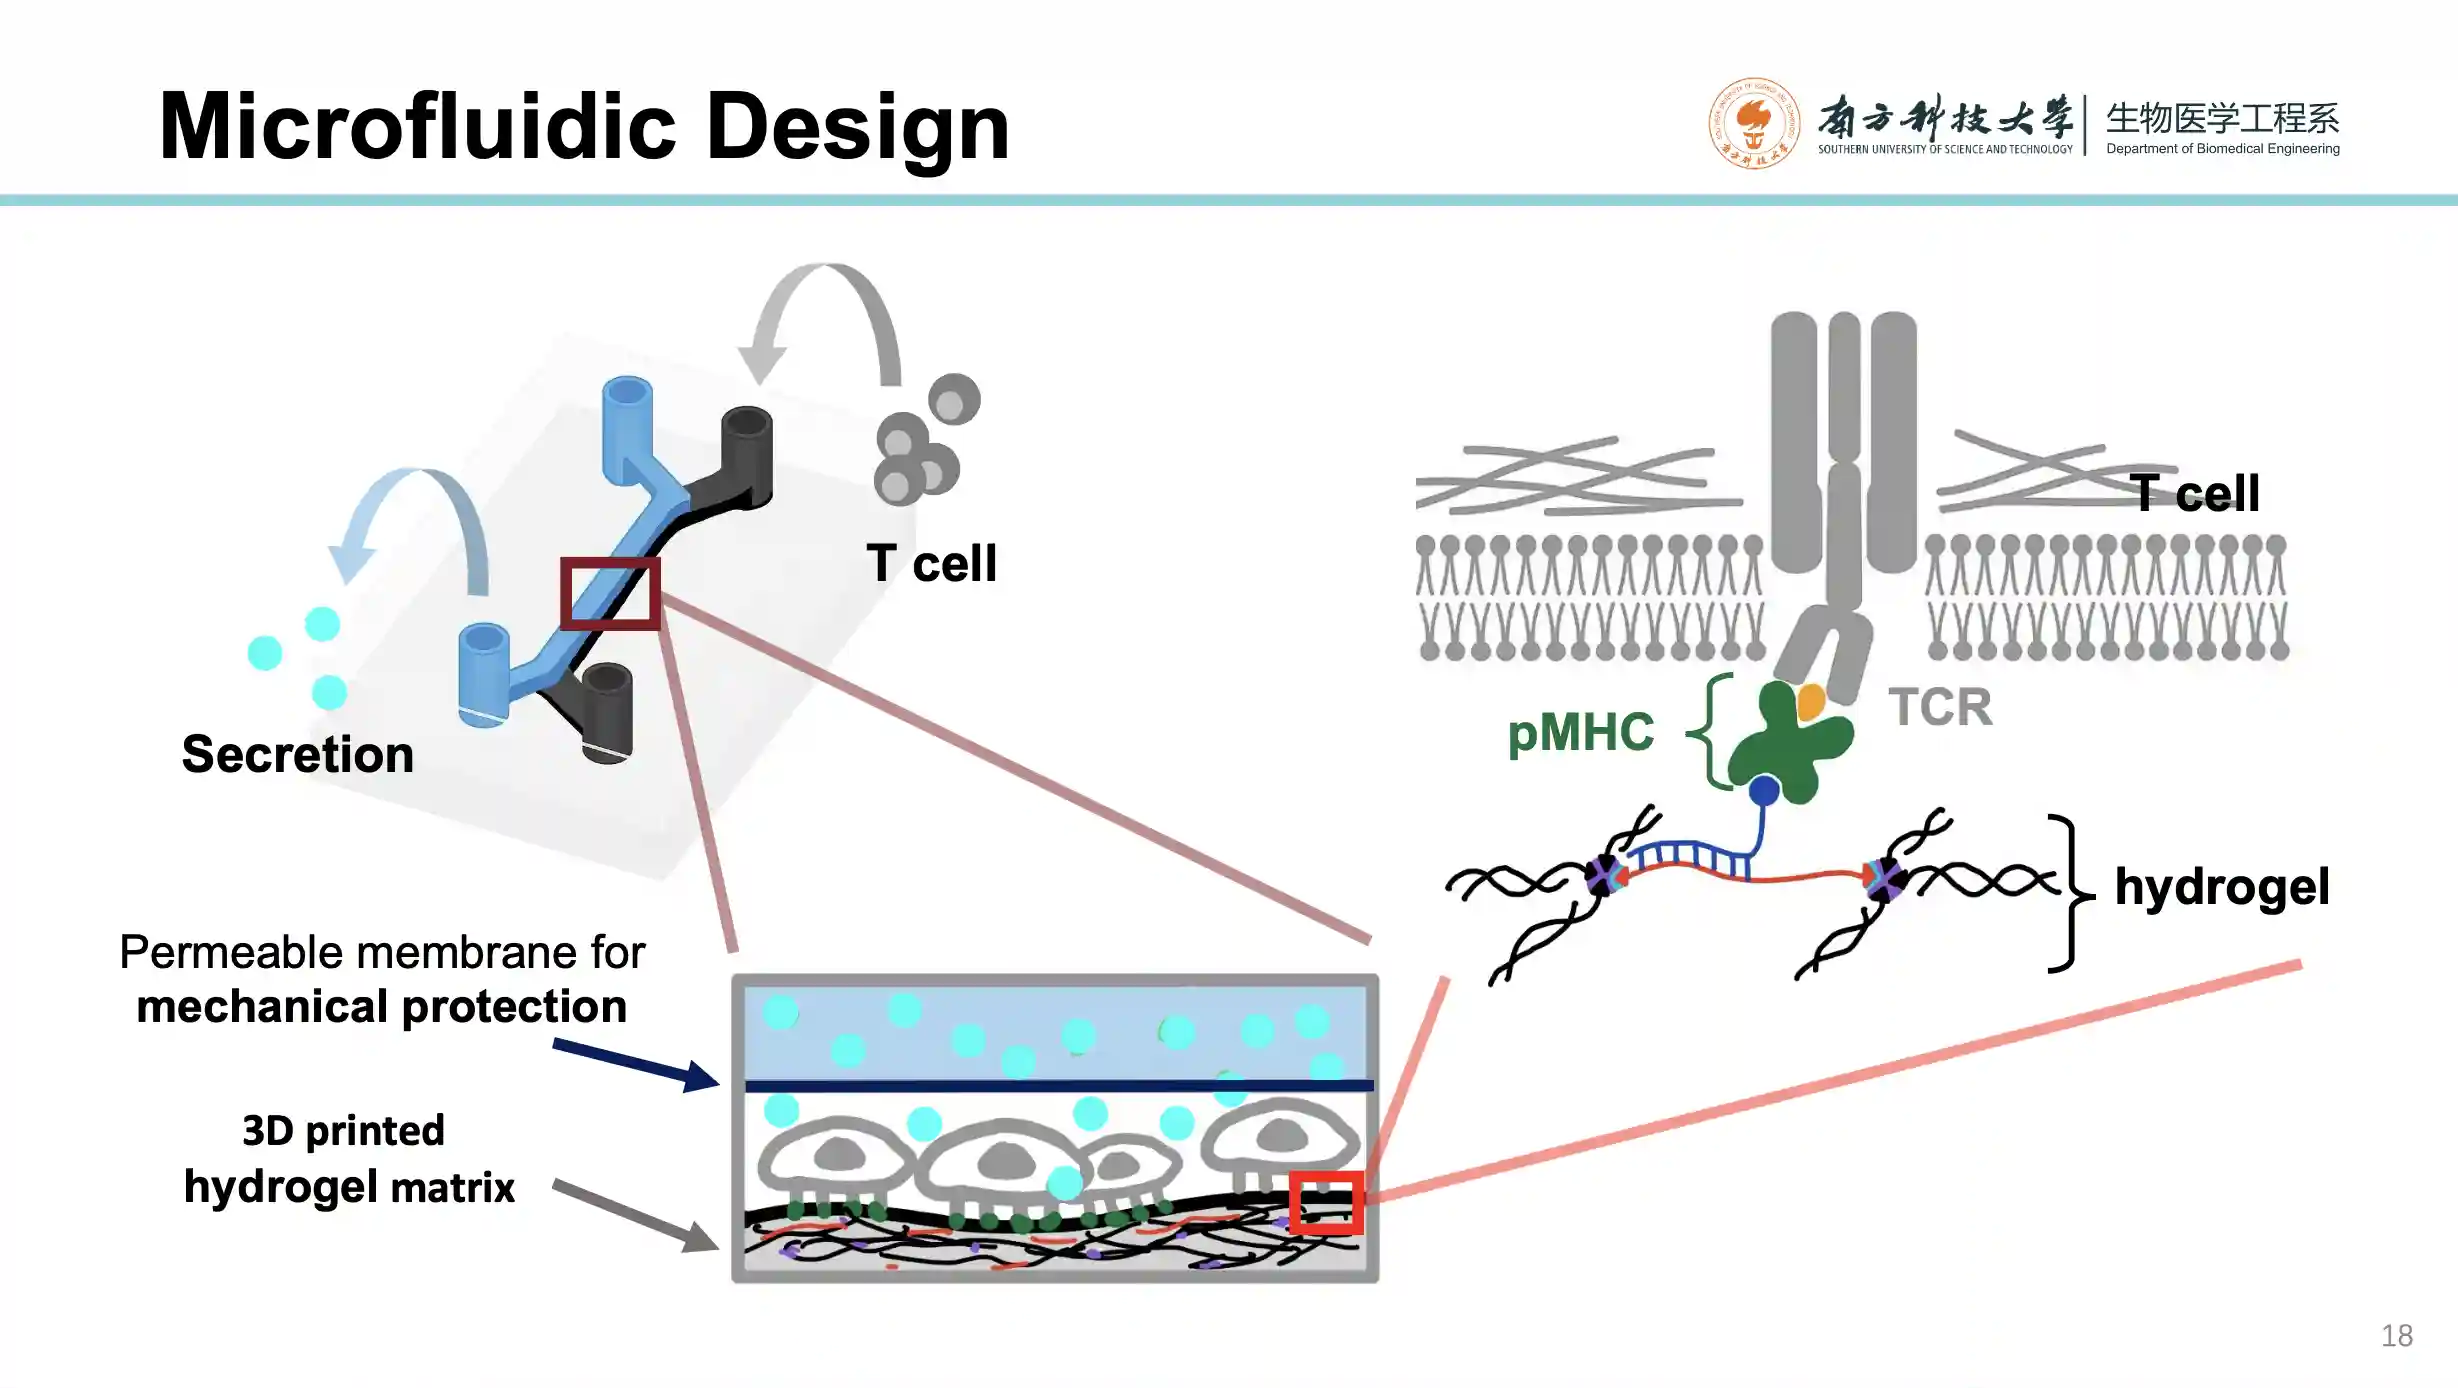 Microfluidic Design
南方科技大学
SOUTHERN UNIVERSITY OF SCIENCE AND TECHNOLOGY
生物医学工程系
Department of Biomedical Engineering
T cell
Secretion
T cell
TCR
pMHC
hydrogel
Permeable membrane for
mechanical protection
3D printed
hydrogel matrix
18